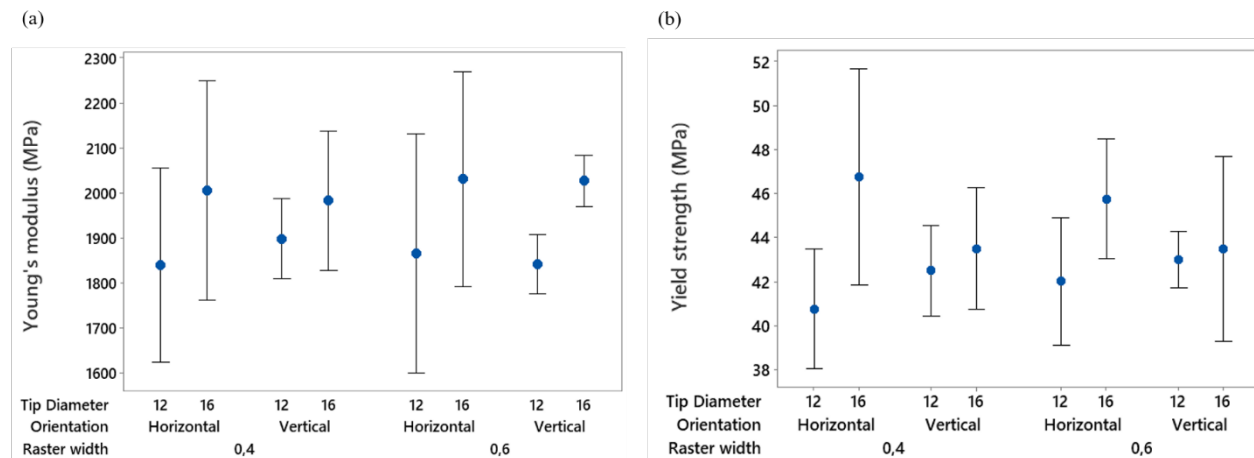 (a)
Young's modulus (MPa)
2300
2200
2100
2000
1900
1800
1700
1600
Tip Diameter 12 16 12 16 12 16 12 16
Orientation Horizontal Vertical Horizontal Vertical
Raster width 0,4 0,6
(b)
Yield strength (MPa)
52
50
48
46
44
42
40
38
Tip Diameter 12 16 12 16 12 16 12 16
Orientation Horizontal Vertical Horizontal Vertical
Raster width 0,4 0,6